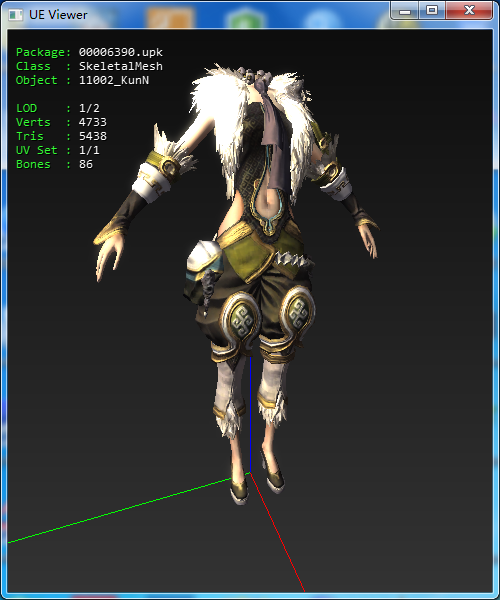 UE Viewer
Package: 00006390.upk
Class  : SkeletalMesh
Object : 11002_KunN
LOD    : 1/2
Verts  : 4733
Tris   : 5438
UV Set : 1/1
Bones  : 86